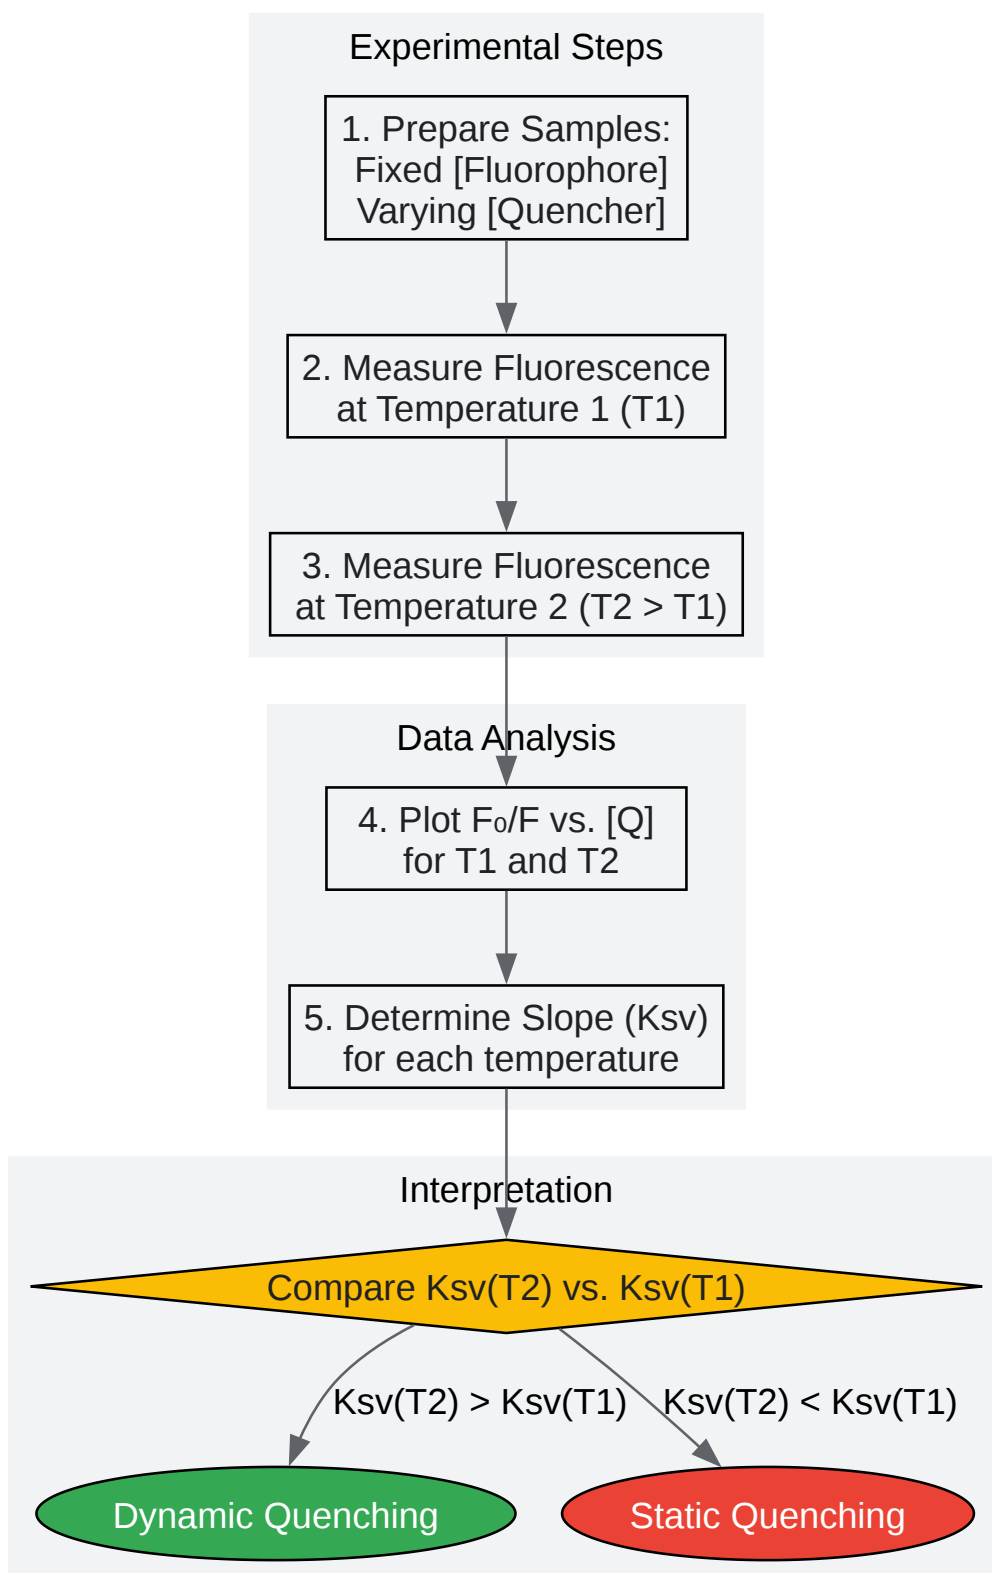 Experimental Steps
1. Prepare Samples:
Fixed [Fluorophore]
Varying [Quencher]
2. Measure Fluorescence
at Temperature 1 (T1)
3. Measure Fluorescence
at Temperature 2 (T2 > T1)
Data Analysis
4. Plot F₀/F vs. [Q]
for T1 and T2
5. Determine Slope (Ksv)
for each temperature
Interpretation
Compare Ksv(T2) vs. Ksv(T1)
Ksv(T2) > Ksv(T1)
Ksv(T2) < Ksv(T1)
Dynamic Quenching
Static Quenching